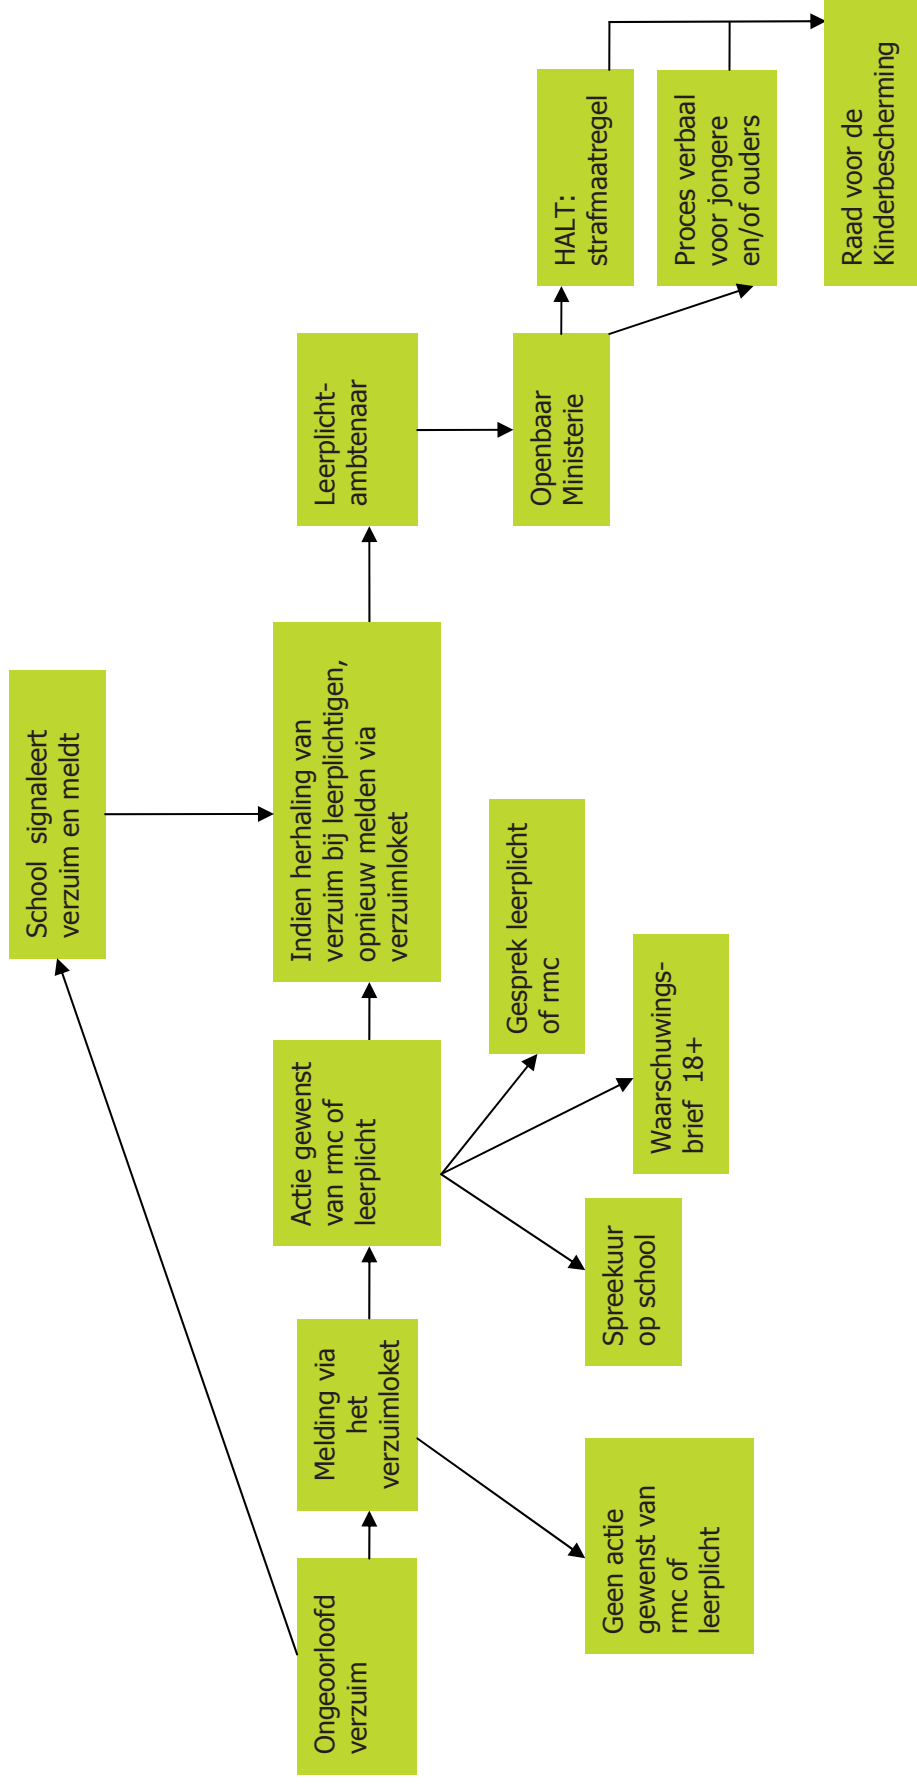 School signaleert
verzuim en meldt
Ongeoorloofd
verzuim
Melding via
het
verzuimloket
Actie gewenst
van rmc of
leerplicht
Indien herhaling van
verzuim bij leerplichtigen,
opnieuw melden via
verzuimloket
Leerplicht-
ambtenaar
Geen actie
gewenst van
rmc of
leerplicht
Spreekuur
op school
Waarschuwings-
brief 18+
Gesprek leerplicht
of rmc
Openbaar
Ministerie
HALT:
strafmaatregel
Proces verbaal
voor jongere
en/of ouders
Raad voor de
Kinderbescherming